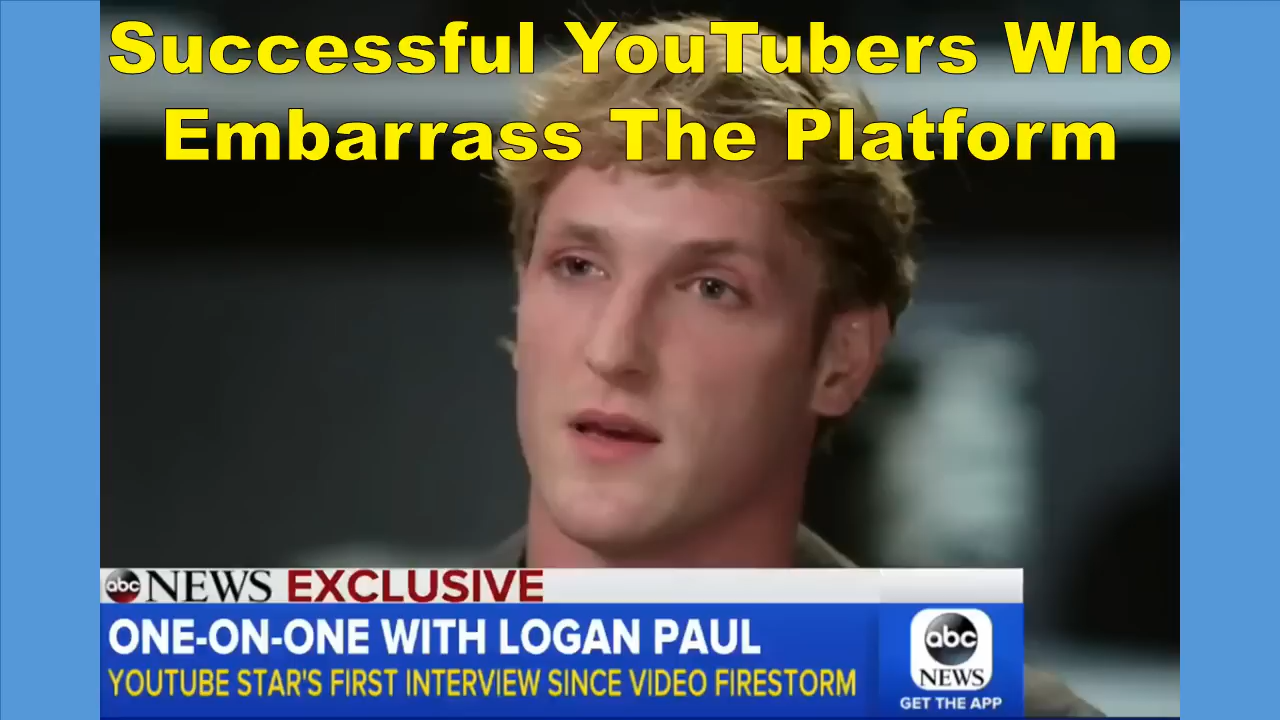 Successful YouTubers Who
Embarrass The Platform
abc NEWS EXCLUSIVE
ONE-ON-ONE WITH LOGAN PAUL
YOUTUBE STAR'S FIRST INTERVIEW SINCE VIDEO FIRESTORM
abc
NEWS
GET THE APP